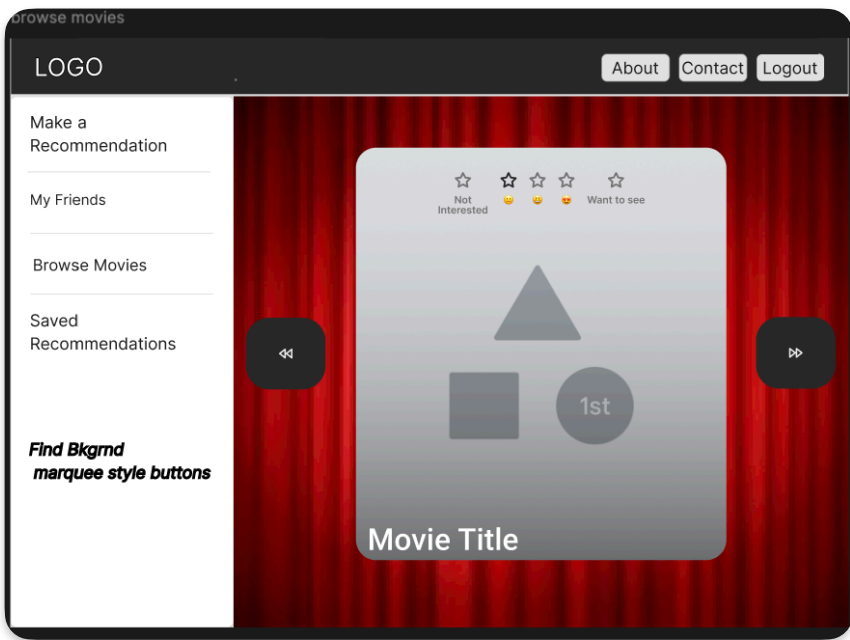 browse movies
LOGO
About
Contact
Logout
Make a
Recommendation
My Friends
Browse Movies
Saved
Recommendations
Find Bkgrnd
marquee style buttons
Not
Interested
Want to see
1st
Movie Title